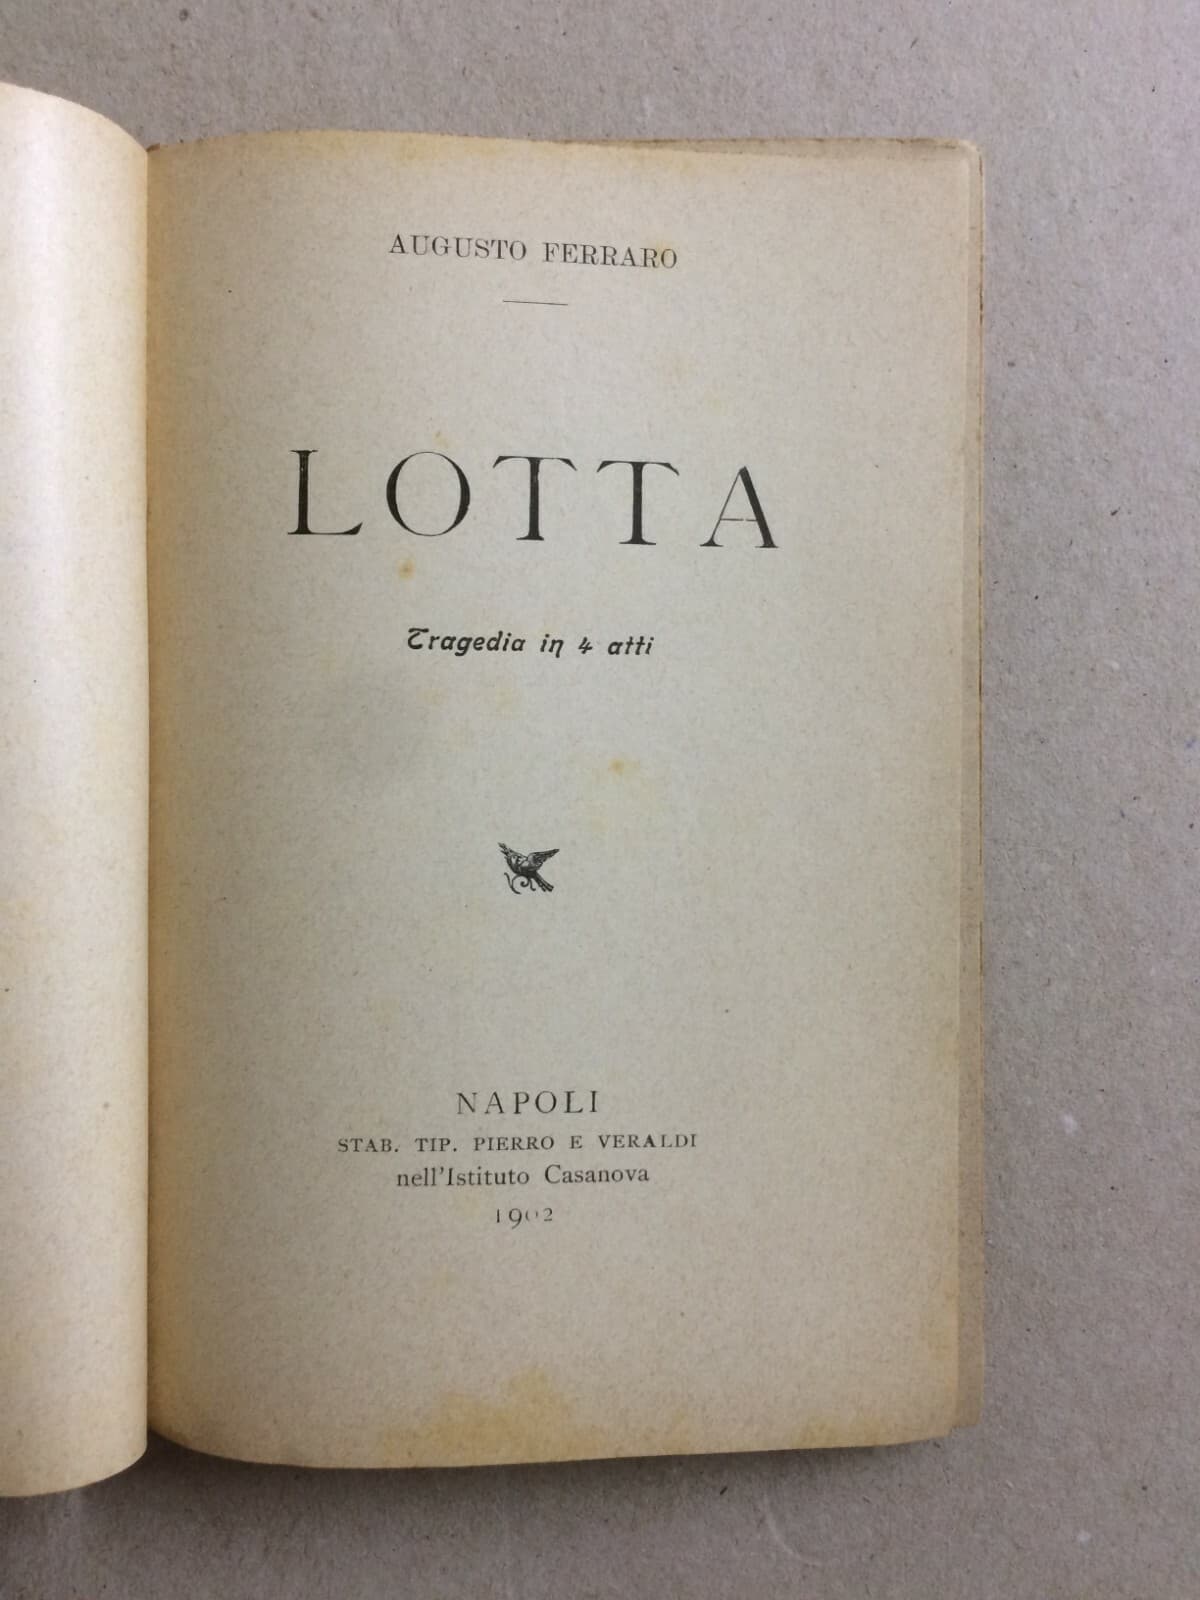 AUGUSTO FERRARO
LOTTA
Tragedia in 4 atti
NAPOLI
STAB. TIP. PIERRO E VERALDI
nell'Istituto Casanova
1902